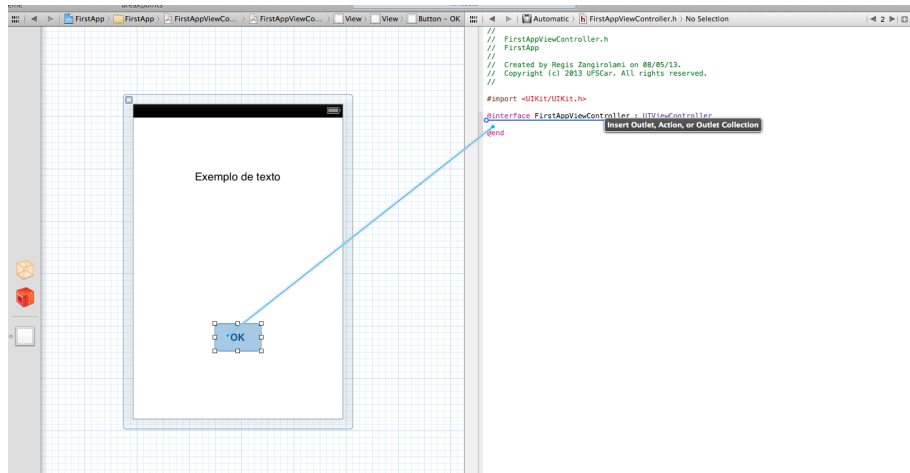 breakpoints
FirstApp FirstApp FirstAppViewCo... FirstAppViewCo... View View Button - OK
Automatic FirstAppViewController.h No Selection 2
//
// FirstAppViewController.h
// FirstApp
//
// Created by Regis Zangirolami on 08/05/13.
// Copyright (c) 2013 UFSCar. All rights reserved.
//
#import <UIKit/UIKit.h>
@interface FirstAppViewController : UIViewController
Insert Outlet, Action, or Outlet Collection
@end
Exemplo de texto
OK